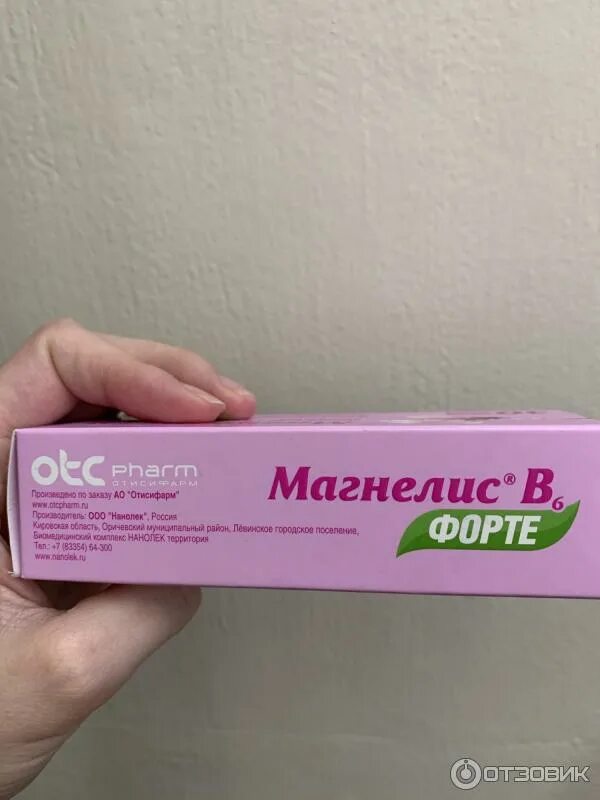 otc pharm
ОТИСИФАРМ
Произведено по заказу АО "Отисифарм"
www.otcpharm.ru
Производитель: ООО "Нанолек", Россия
Кировская область, Оричевский муниципальный район, Лёвинское городское поселение,
Биомедицинский комплекс НАНОЛЕК территория
Тел.: +7 (83354) 64-300
www.nanolek.ru
Магнелис® B6
ФОРТЕ
ОТЗОВИК